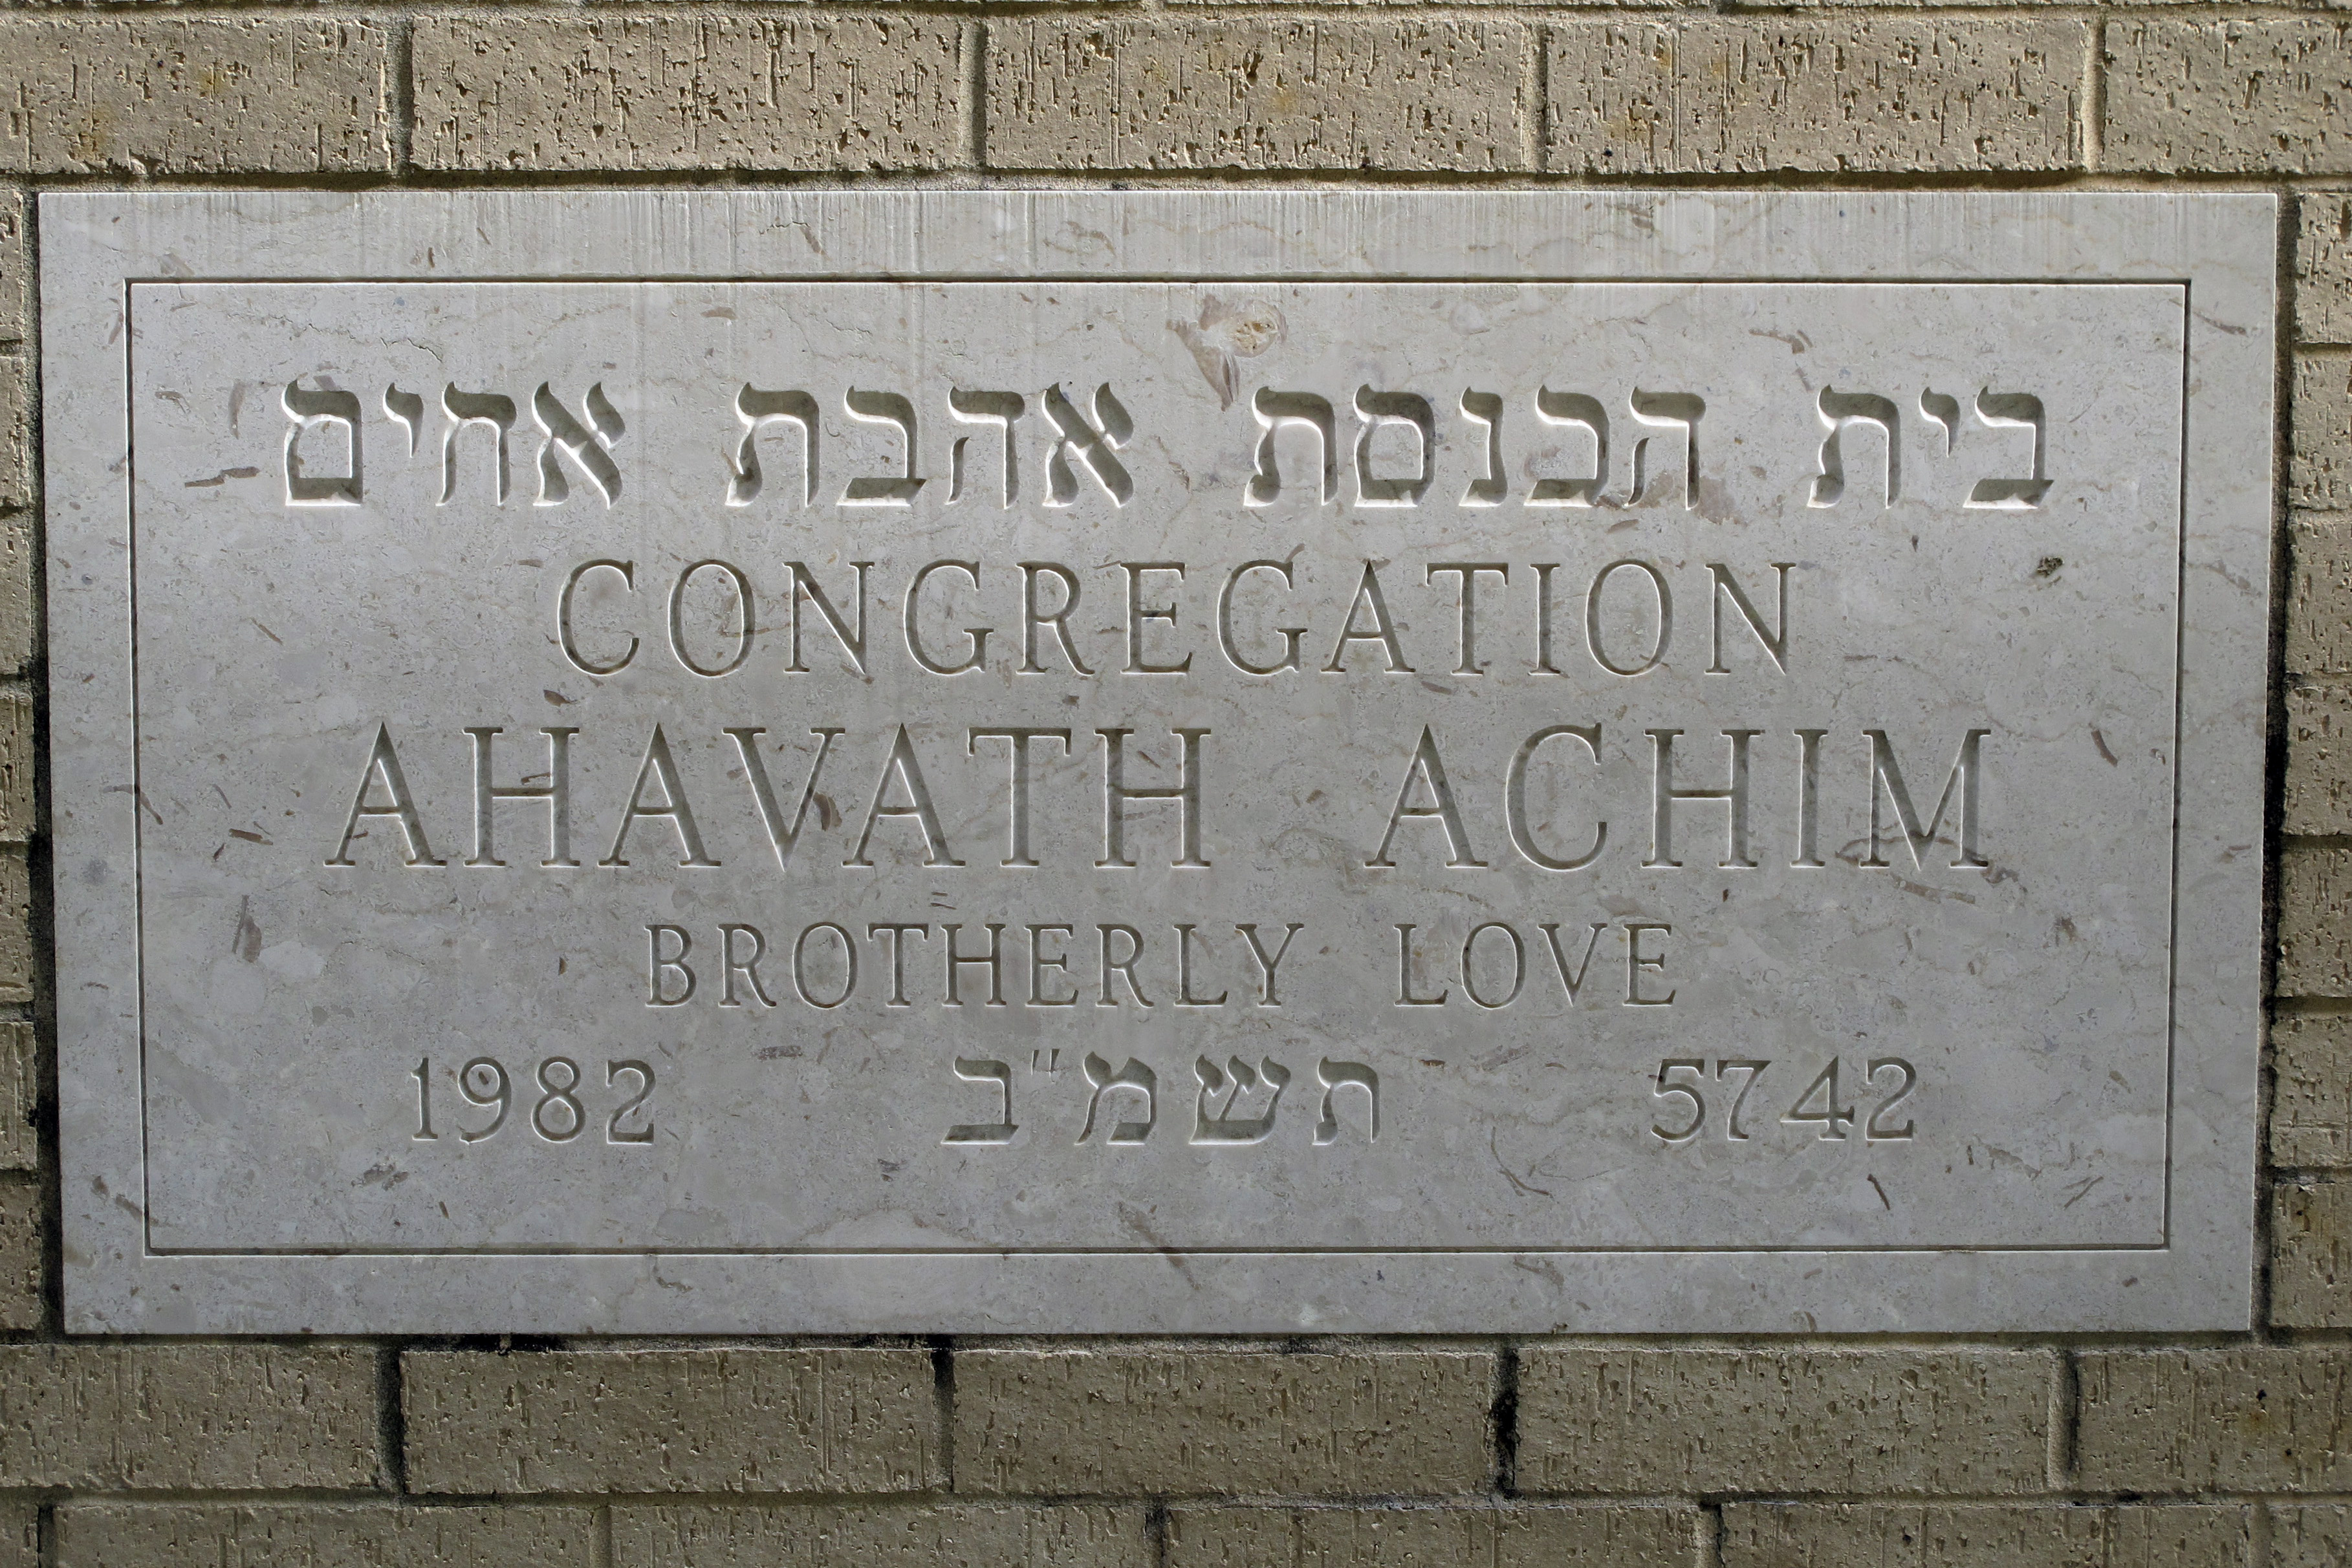 בית הכנסת אהבת אחים
CONGREGATION
AHAVATH ACHIM
BROTHERLY LOVE
1982 תשמ"ב 5742